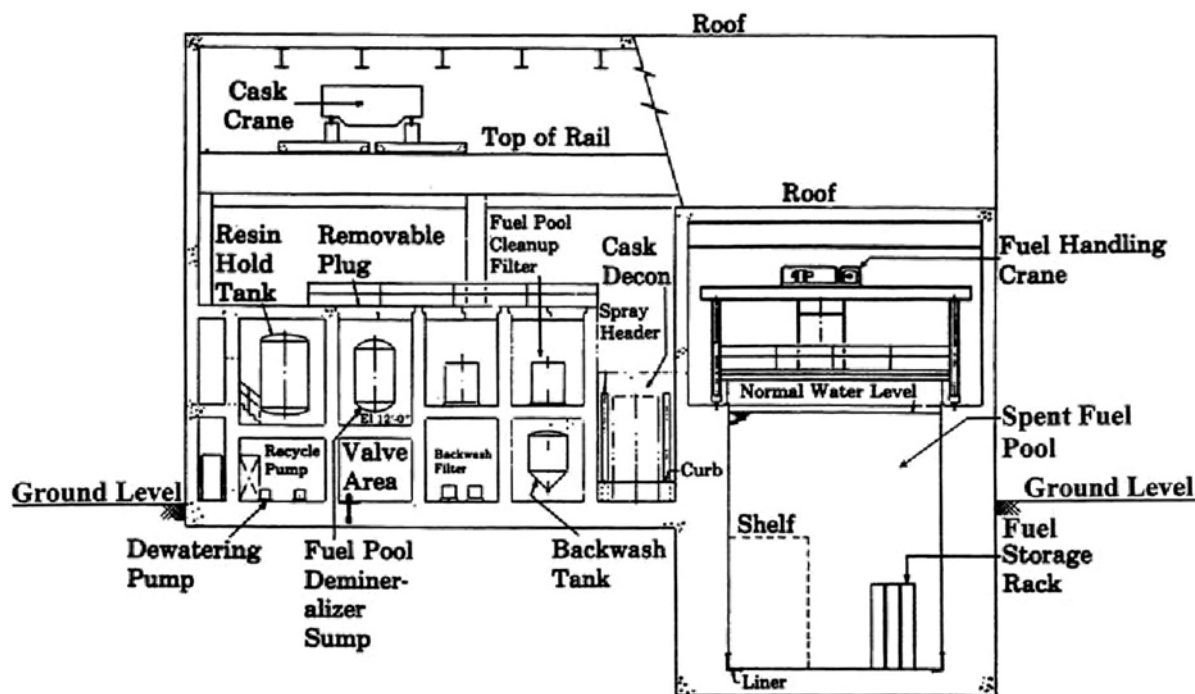 Roof
Cask
Crane
Top of Rail
Roof
Resin
Hold
Tank
Removable
Plug
Fuel Pool
Cleanup
Filter
Cask
Decon
Spray
Header
Fuel Handling
Crane
Normal Water Level
El 12'-0"
Spent Fuel
Pool
Recycle
Pump
Valve
Area
Backwash
Filter
Curb
Ground Level
Ground Level
Dewatering
Pump
Fuel Pool
Deminer-
alizer
Sump
Backwash
Tank
Shelf
Fuel
Storage
Rack
Liner